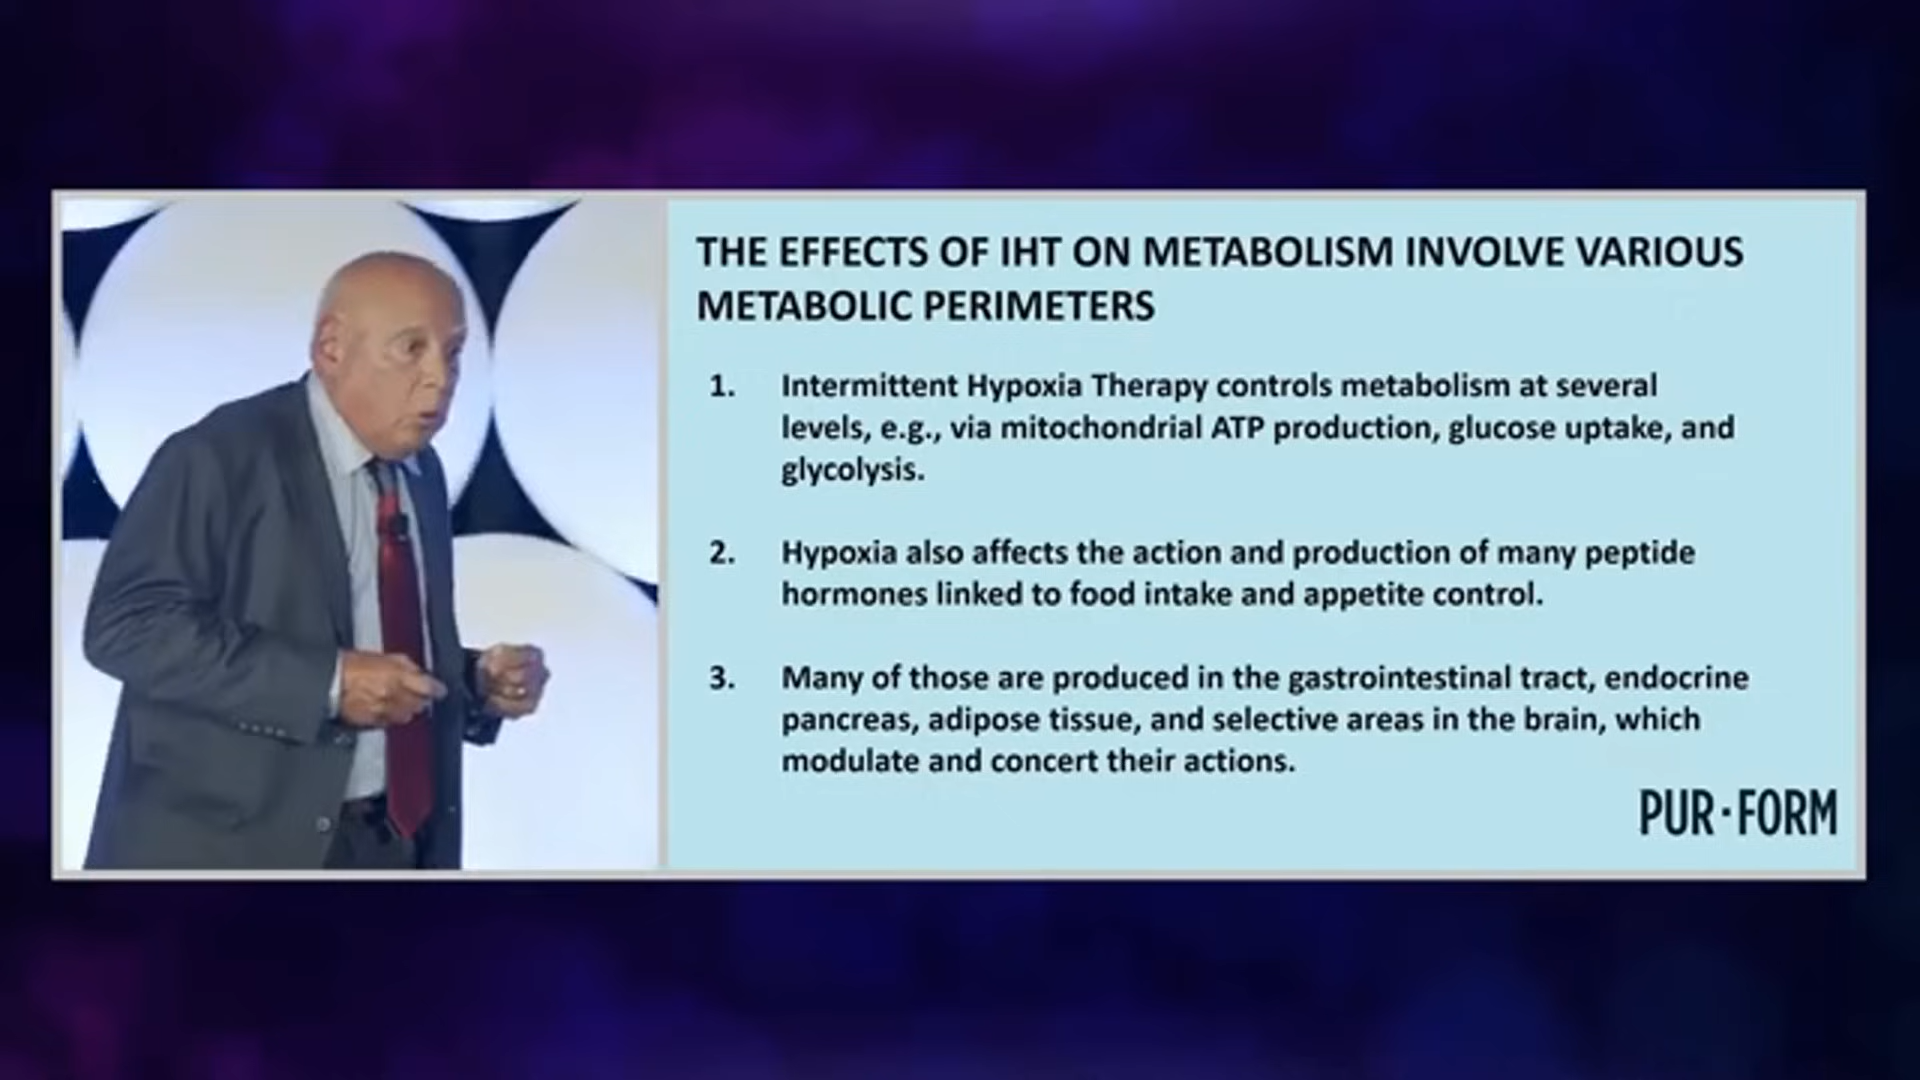 THE EFFECTS OF IHT ON METABOLISM INVOLVE VARIOUS
METABOLIC PERIMETERS
1. Intermittent Hypoxia Therapy controls metabolism at several
levels, e.g., via mitochondrial ATP production, glucose uptake, and
glycolysis.
2. Hypoxia also affects the action and production of many peptide
hormones linked to food intake and appetite control.
3. Many of those are produced in the gastrointestinal tract, endocrine
pancreas, adipose tissue, and selective areas in the brain, which
modulate and concert their actions.
PUR·FORM